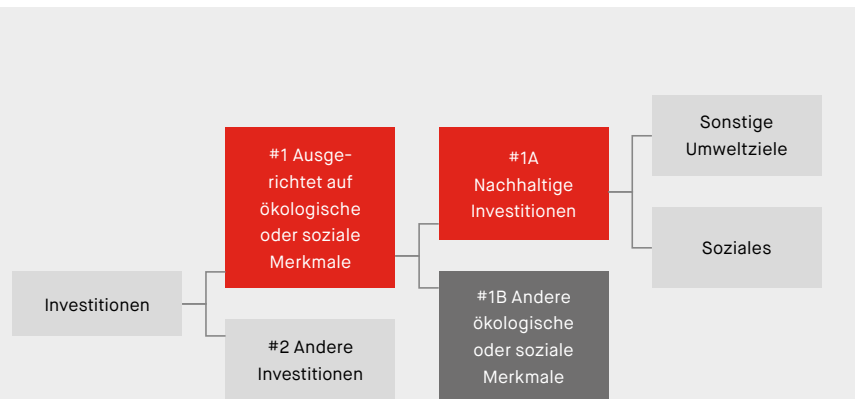 Investitionen
#1 Ausge-
richtet auf
ökologische
oder soziale
Merkmale
#2 Andere
Investitionen
#1A
Nachhaltige
Investitionen
#1B Andere
ökologische
oder soziale
Merkmale
Sonstige
Umweltziele
Soziales